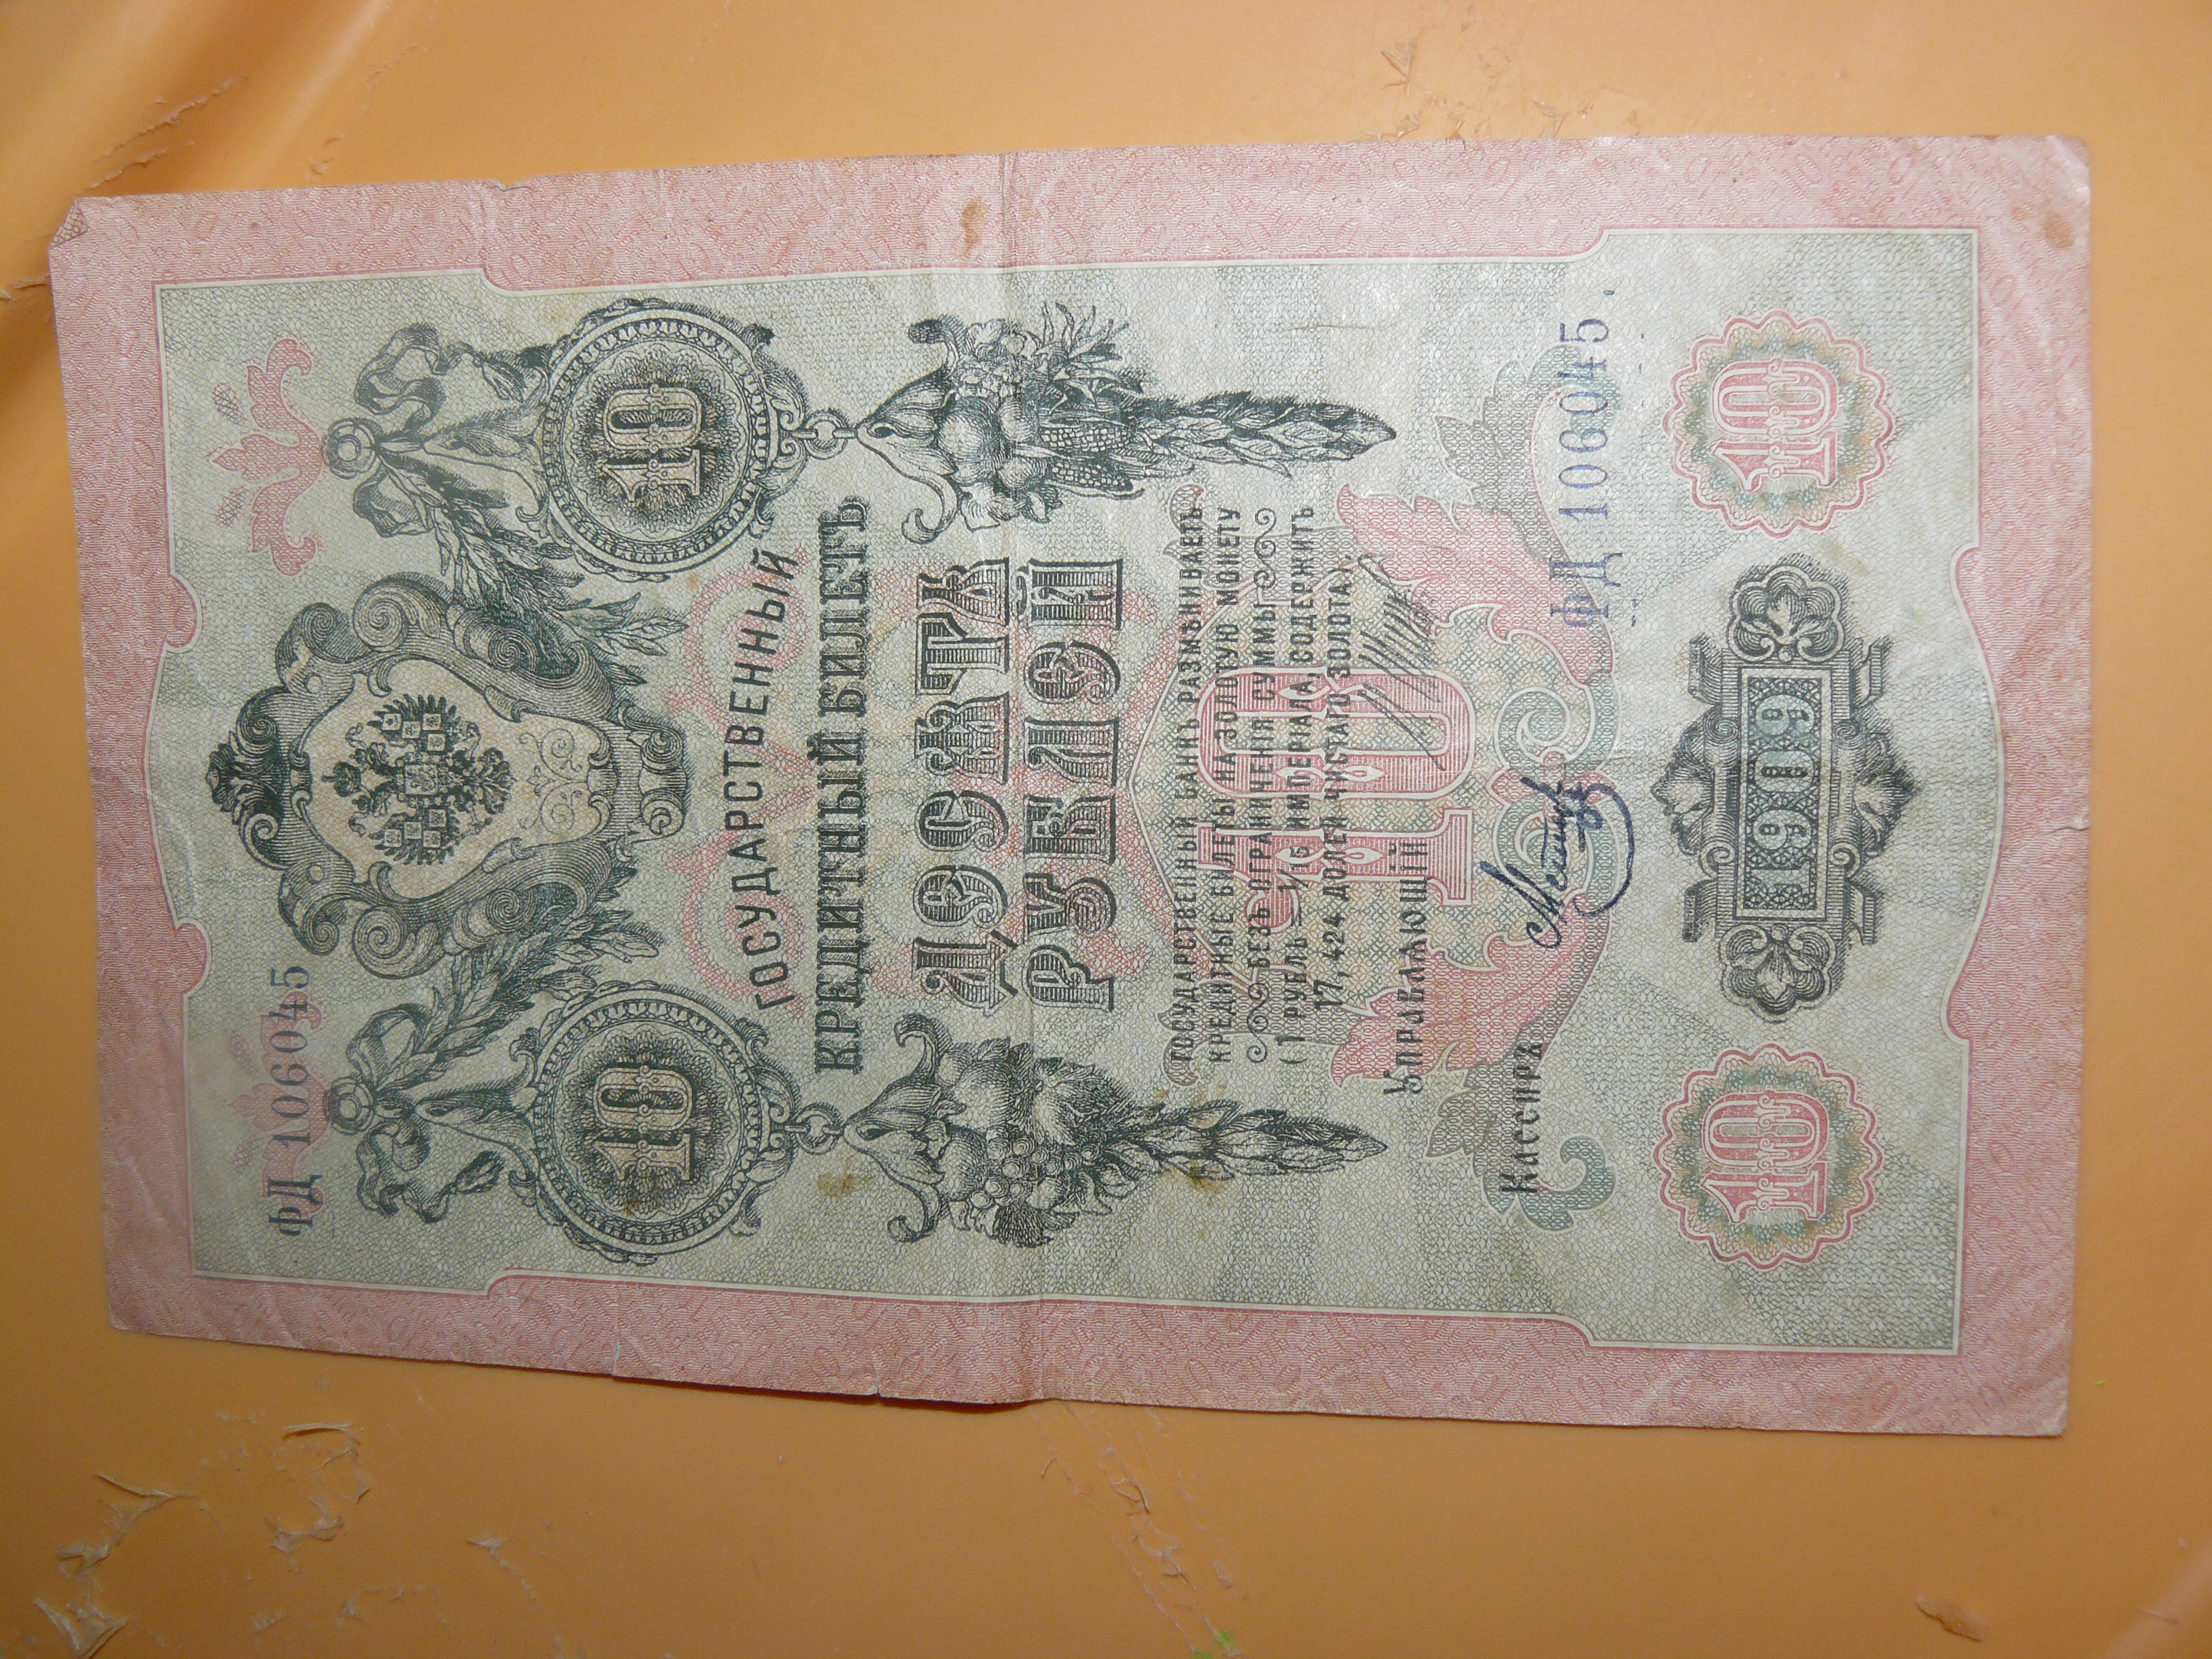 ФД 106045
10
10
ГОСУДАРСТВЕННЫЙ
КРЕДИТНЫЙ БИЛЕТЪ
ДЕСЯТЬ
РУБЛЕЙ
ГОСУДАРСТВЕННЫЙ БАНКЪ РАЗМѢНИВАЕТЪ
КРЕДИТНЫЕ БИЛЕТЫ НА ЗОЛОТУЮ МОНЕТУ
БЕЗЪ ОГРАНИЧЕНІЯ СУММЫ
(1 РУБЛЬ = 1/15 ИМПЕРІАЛА, СОДЕРЖИТЪ
17,424 ДОЛЕЙ ЧИСТАГО ЗОЛОТА).
10
Управляющій
Кассиръ
ФД 106045
10
1909
10